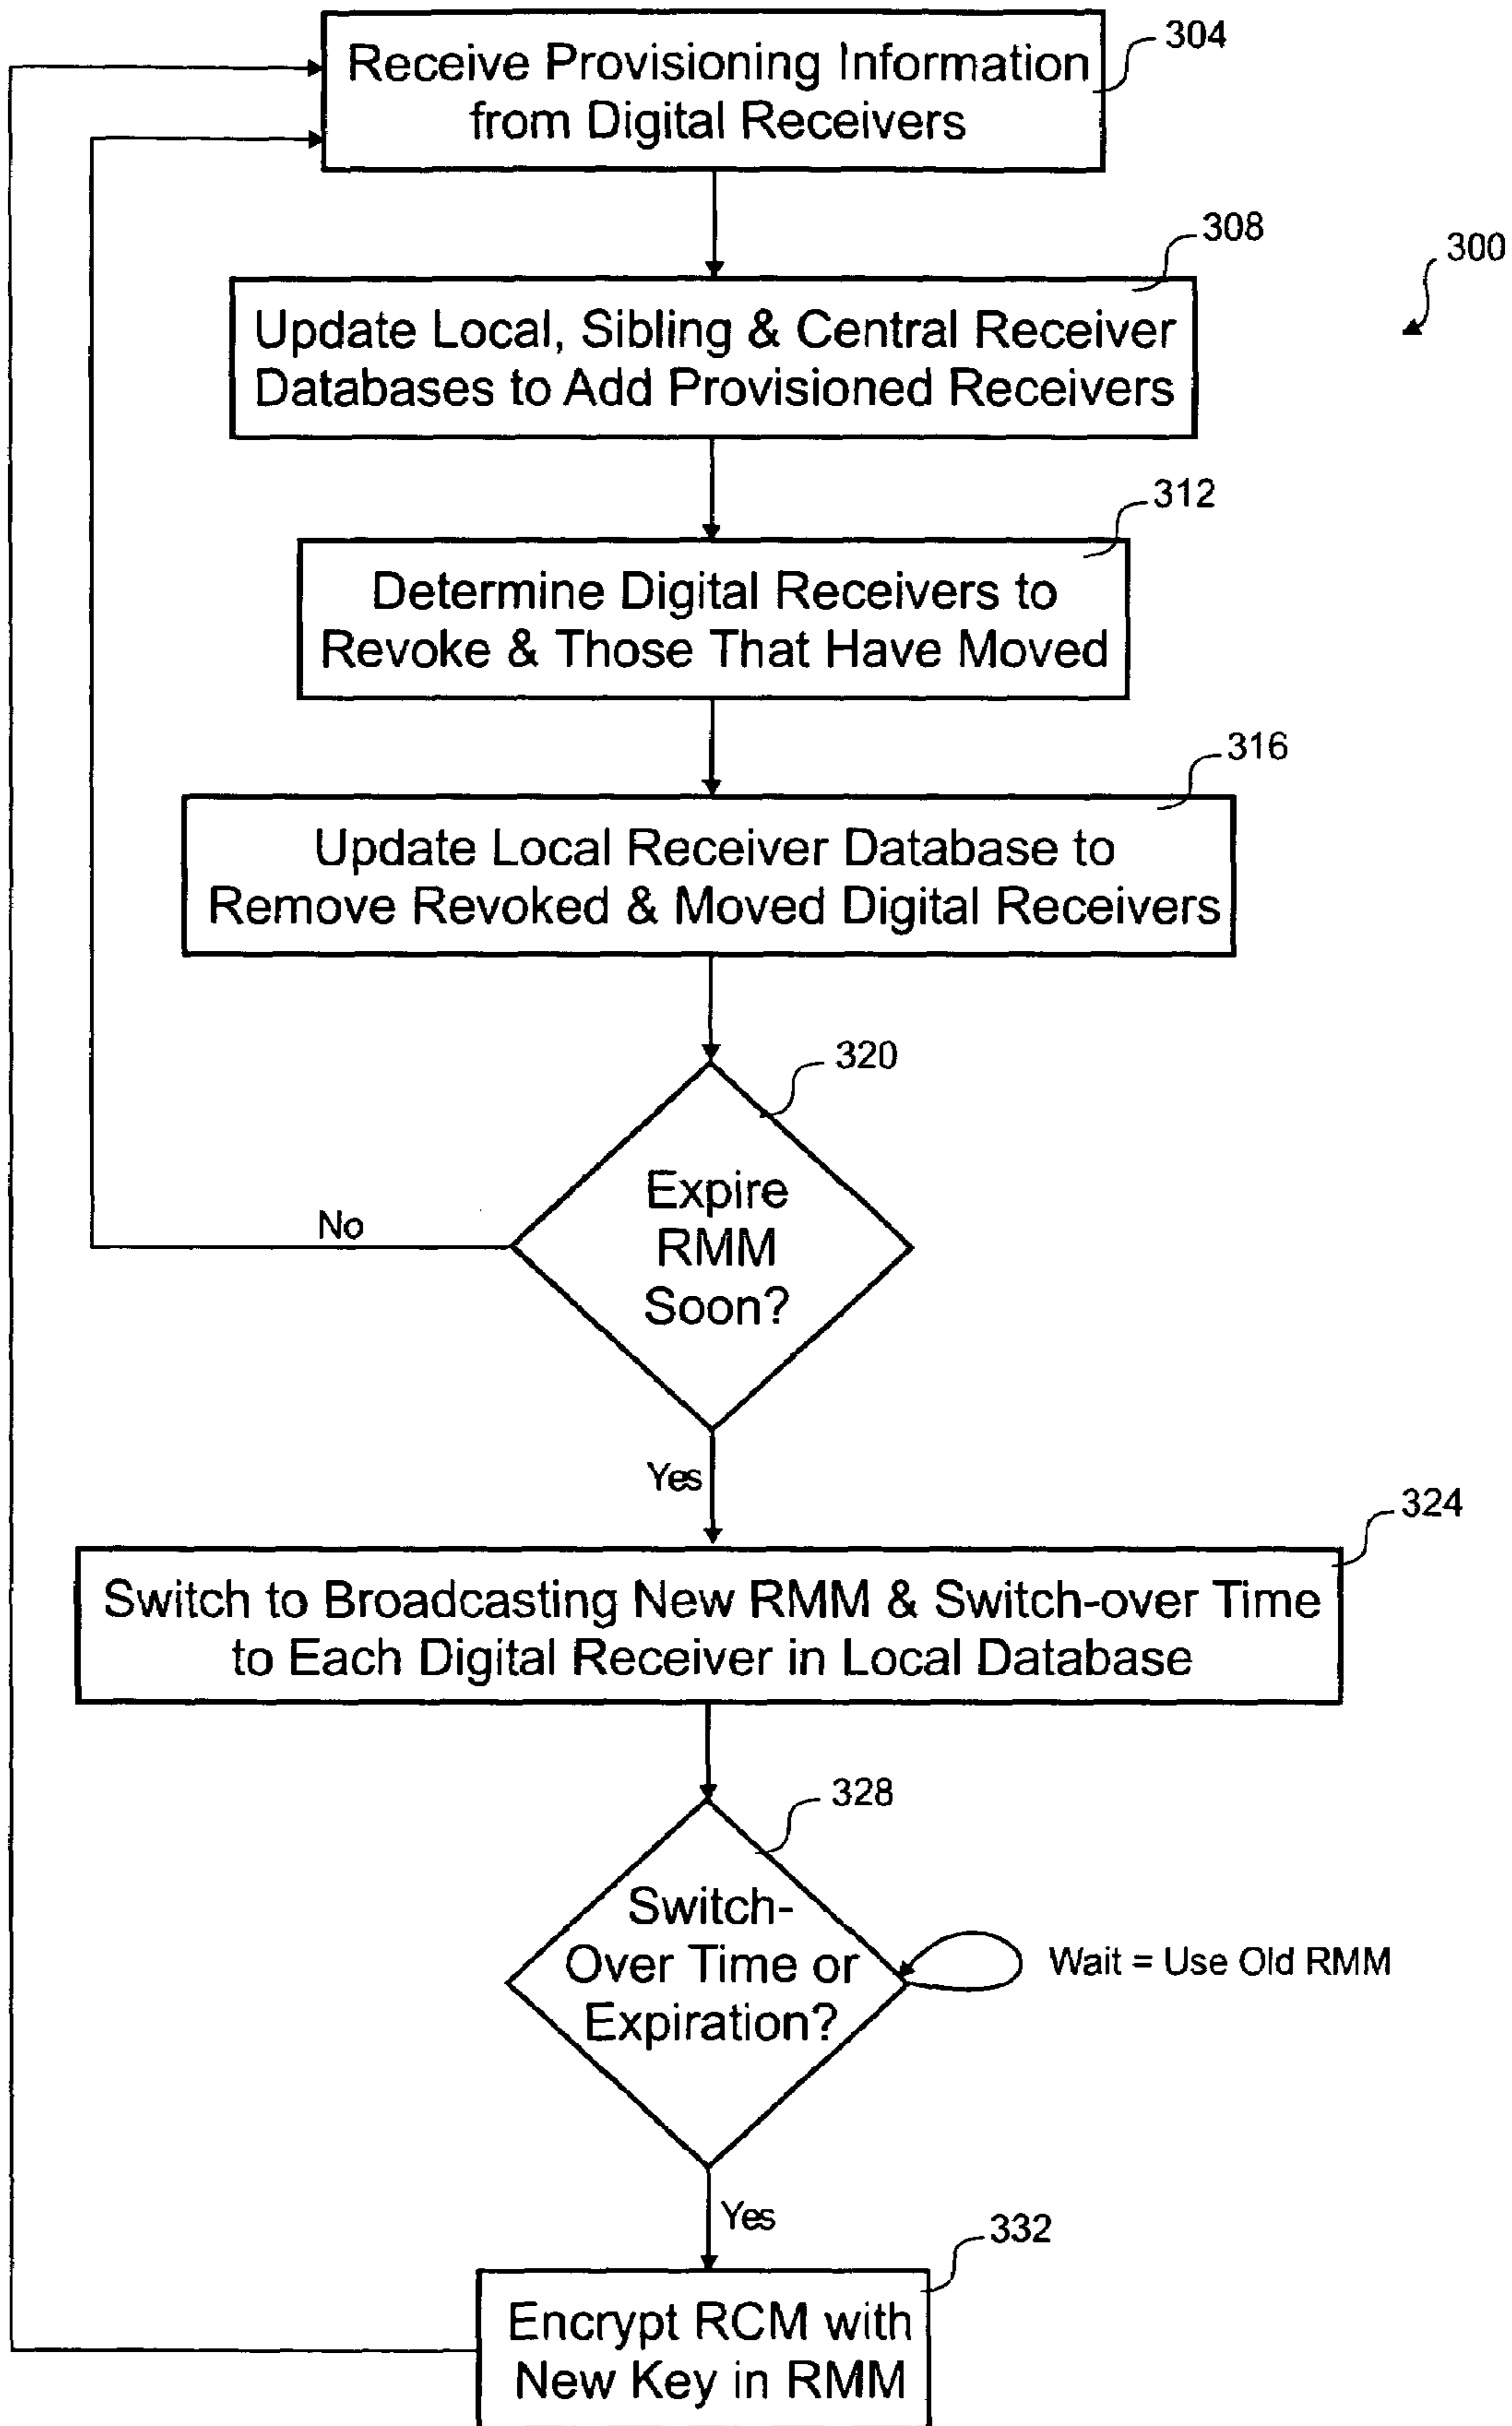 Receive Provisioning Information
from Digital Receivers
304
308
300
Update Local, Sibling & Central Receiver
Databases to Add Provisioned Receivers
312
Determine Digital Receivers to
Revoke & Those That Have Moved
316
Update Local Receiver Database to
Remove Revoked & Moved Digital Receivers
320
Expire
RMM
Soon?
No
Yes
324
Switch to Broadcasting New RMM & Switch-over Time
to Each Digital Receiver in Local Database
328
Switch-
Over Time or
Expiration?
Wait = Use Old RMM
Yes
332
Encrypt RCM with
New Key in RMM